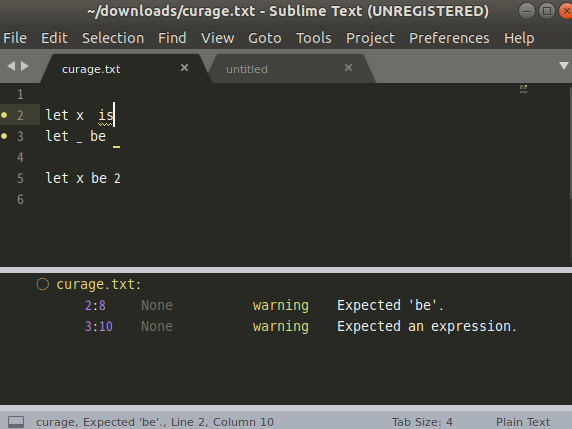 ~/downloads/curage.txt - Sublime Text (UNREGISTERED)
File Edit Selection Find View Goto Tools Project Preferences Help
curage.txt × untitled ×
1
2 let x  is
3 let _ be _
4
5 let x be 2
6
curage.txt:
2:8 None warning Expected 'be'.
3:10 None warning Expected an expression.
curage, Expected 'be'., Line 2, Column 10 Tab Size: 4 Plain Text